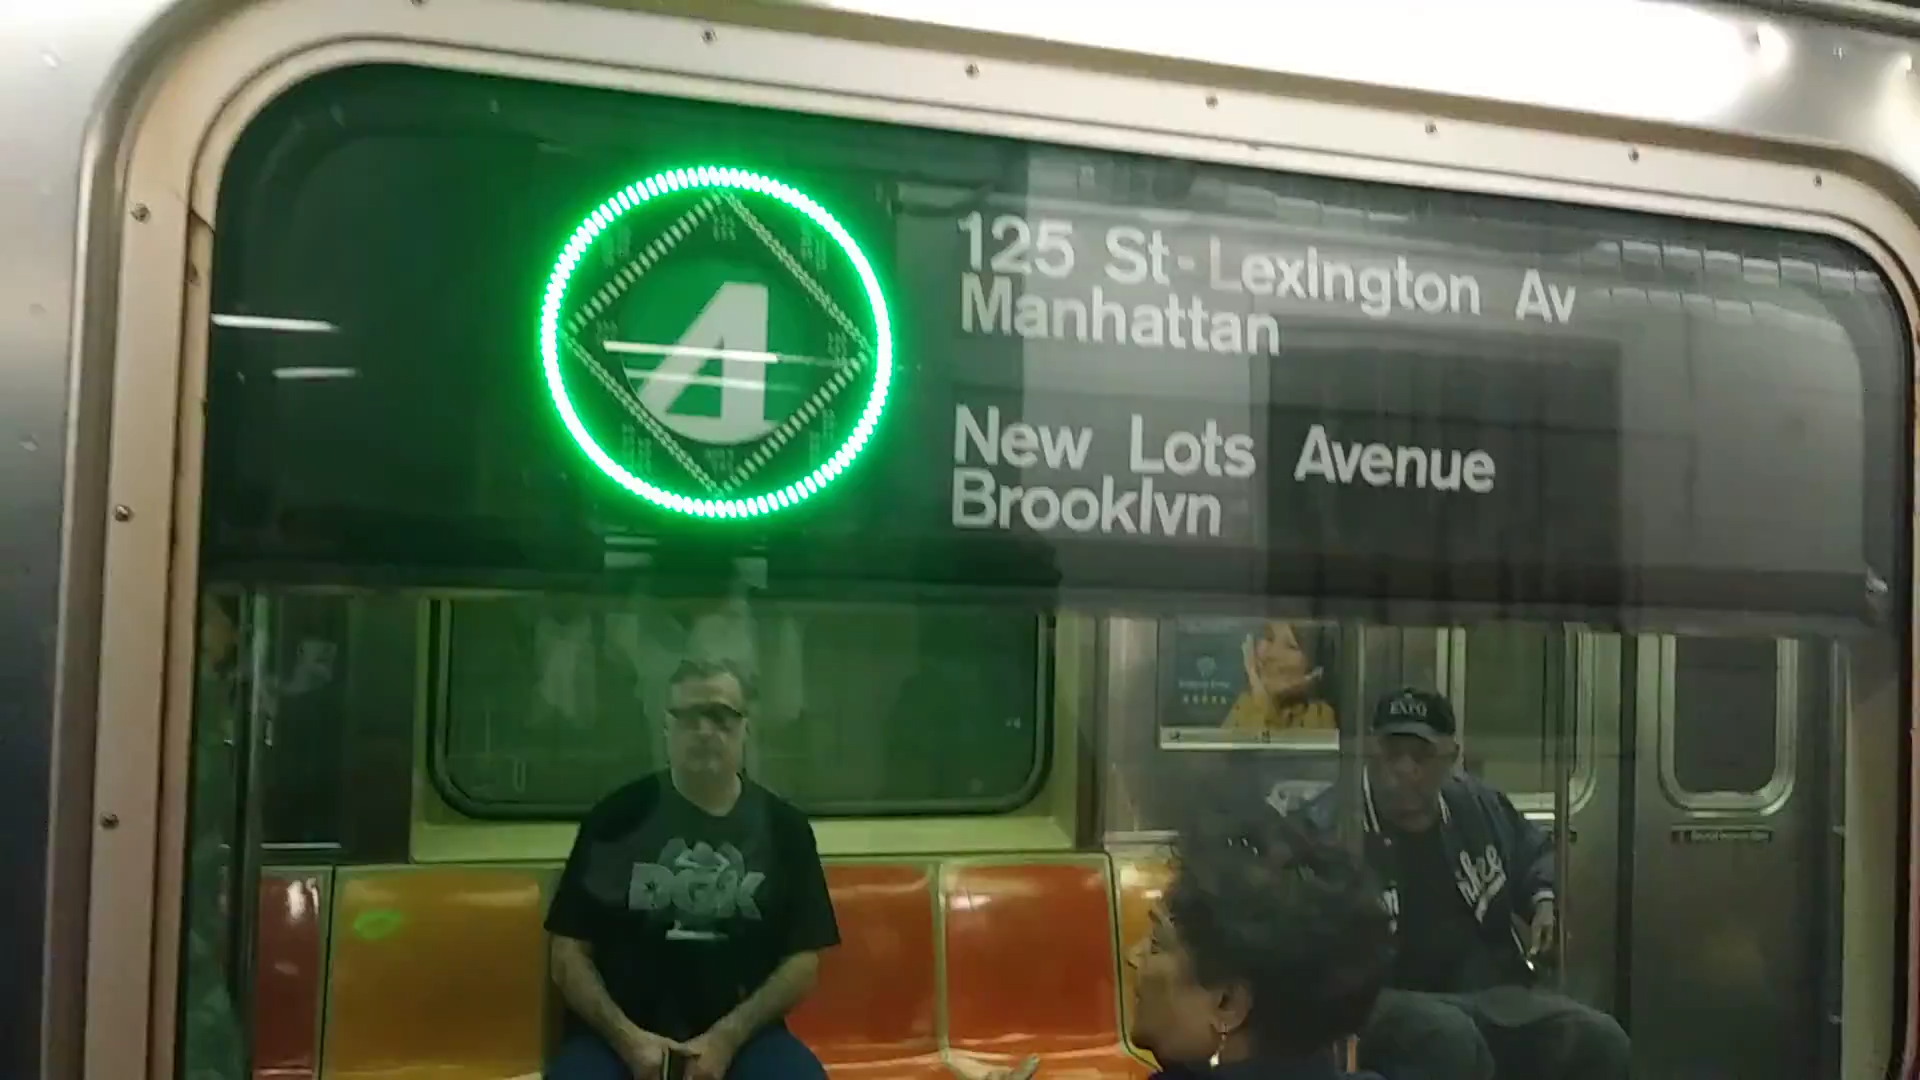 4
125 St-Lexington Av
Manhattan
New Lots Avenue
Brooklyn
EXPO
DGK